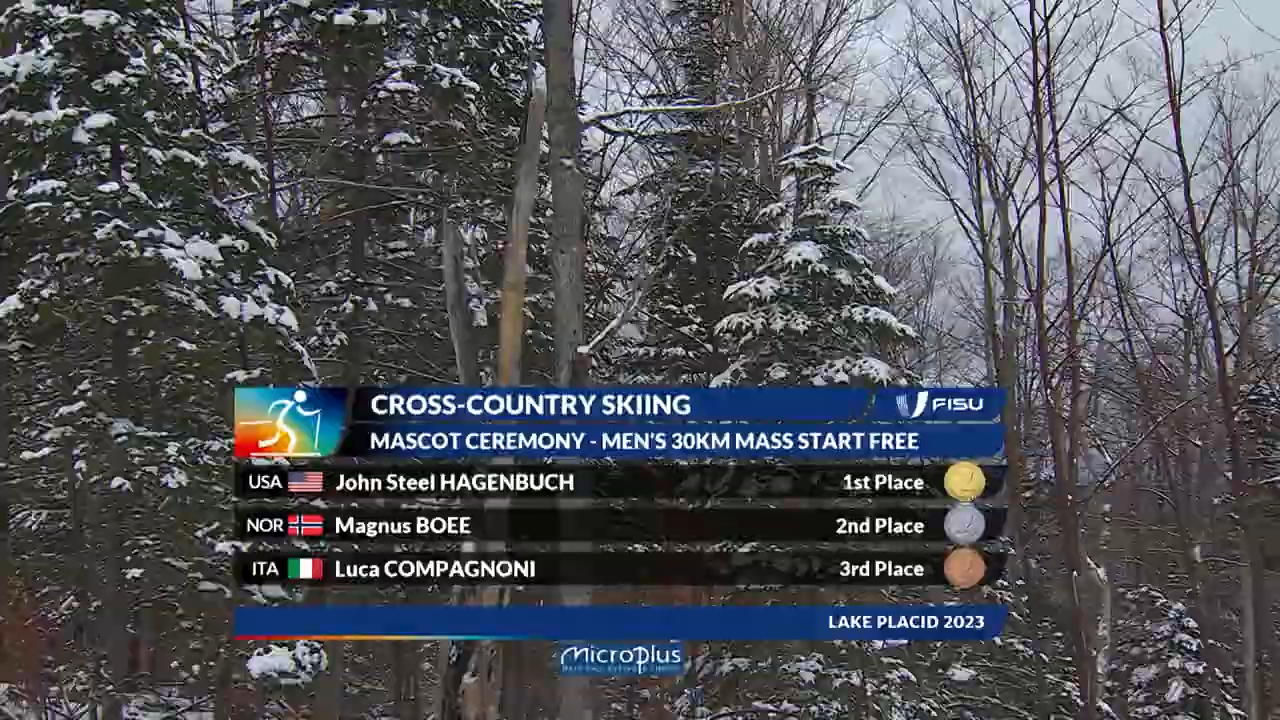 CROSS-COUNTRY SKIING
FISU
MASCOT CEREMONY - MEN'S 30KM MASS START FREE
USA John Steel HAGENBUCH 1st Place
NOR Magnus BOEE 2nd Place
ITA Luca COMPAGNONI 3rd Place
LAKE PLACID 2023
Microplus